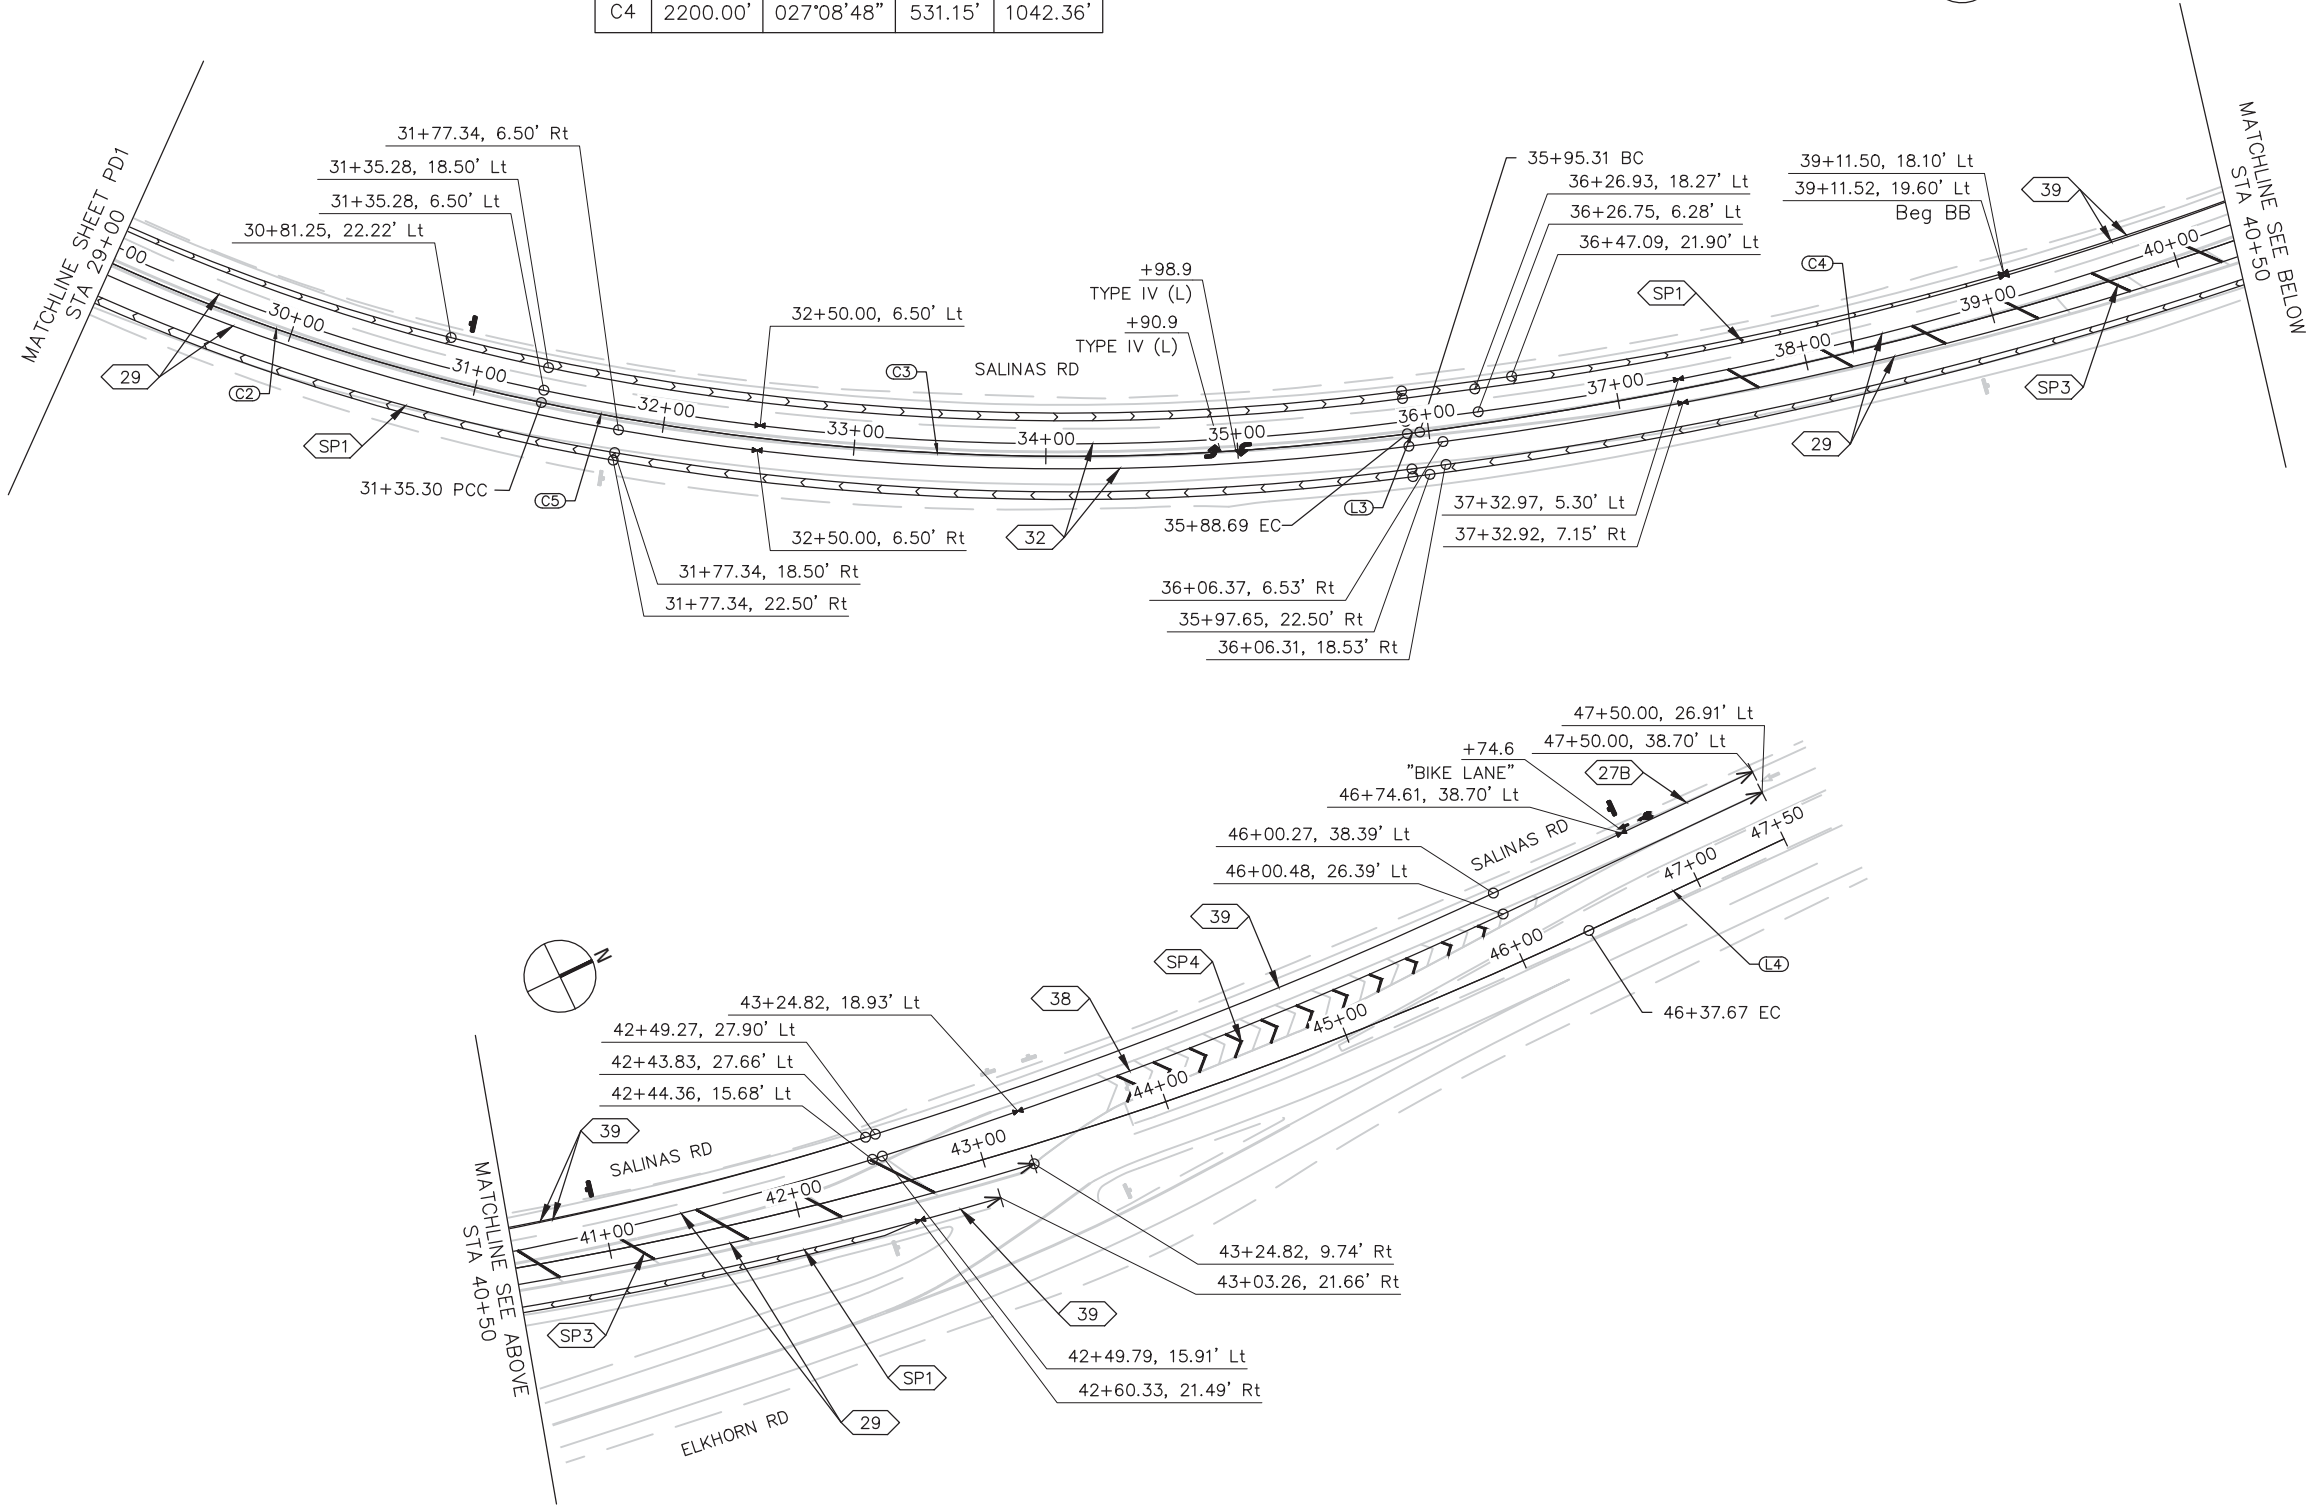 C4 2200.00' 027°08'48" 531.15' 1042.36'
MATCHLINE SHEET PD1
STA 29+00
31+77.34, 6.50' Rt
31+35.28, 18.50' Lt
31+35.28, 6.50' Lt
30+81.25, 22.22' Lt
+98.9
TYPE IV (L)
+90.9
TYPE IV (L)
32+50.00, 6.50' Lt
SALINAS RD
35+95.31 BC
36+26.93, 18.27' Lt
36+26.75, 6.28' Lt
36+47.09, 21.90' Lt
39+11.50, 18.10' Lt
39+11.52, 19.60' Lt
Beg BB
39
MATCHLINE SEE BELOW
STA 40+50
SP1
C4
C3
00
30+00
31+00
32+00
33+00
34+00
35+00
36+00
37+00
38+00
39+00
40+00
29
C2
SP1
31+35.30 PCC
C5
SP3
29
L3
37+32.97, 5.30' Lt
37+32.92, 7.15' Rt
35+88.69 EC
32
32+50.00, 6.50' Rt
31+77.34, 18.50' Rt
31+77.34, 22.50' Rt
36+06.37, 6.53' Rt
35+97.65, 22.50' Rt
36+06.31, 18.53' Rt
47+50.00, 26.91' Lt
47+50.00, 38.70' Lt
+74.6
"BIKE LANE"
27B
46+74.61, 38.70' Lt
46+00.27, 38.39' Lt
46+00.48, 26.39' Lt
SALINAS RD
47+50
47+00
46+00
45+00
44+00
43+00
42+00
41+00
39
SP4
38
L4
46+37.67 EC
N
43+24.82, 18.93' Lt
42+49.27, 27.90' Lt
42+43.83, 27.66' Lt
42+44.36, 15.68' Lt
39
SALINAS RD
MATCHLINE SEE ABOVE
STA 40+50
43+24.82, 9.74' Rt
43+03.26, 21.66' Rt
39
SP3
42+49.79, 15.91' Lt
42+60.33, 21.49' Rt
SP1
29
ELKHORN RD